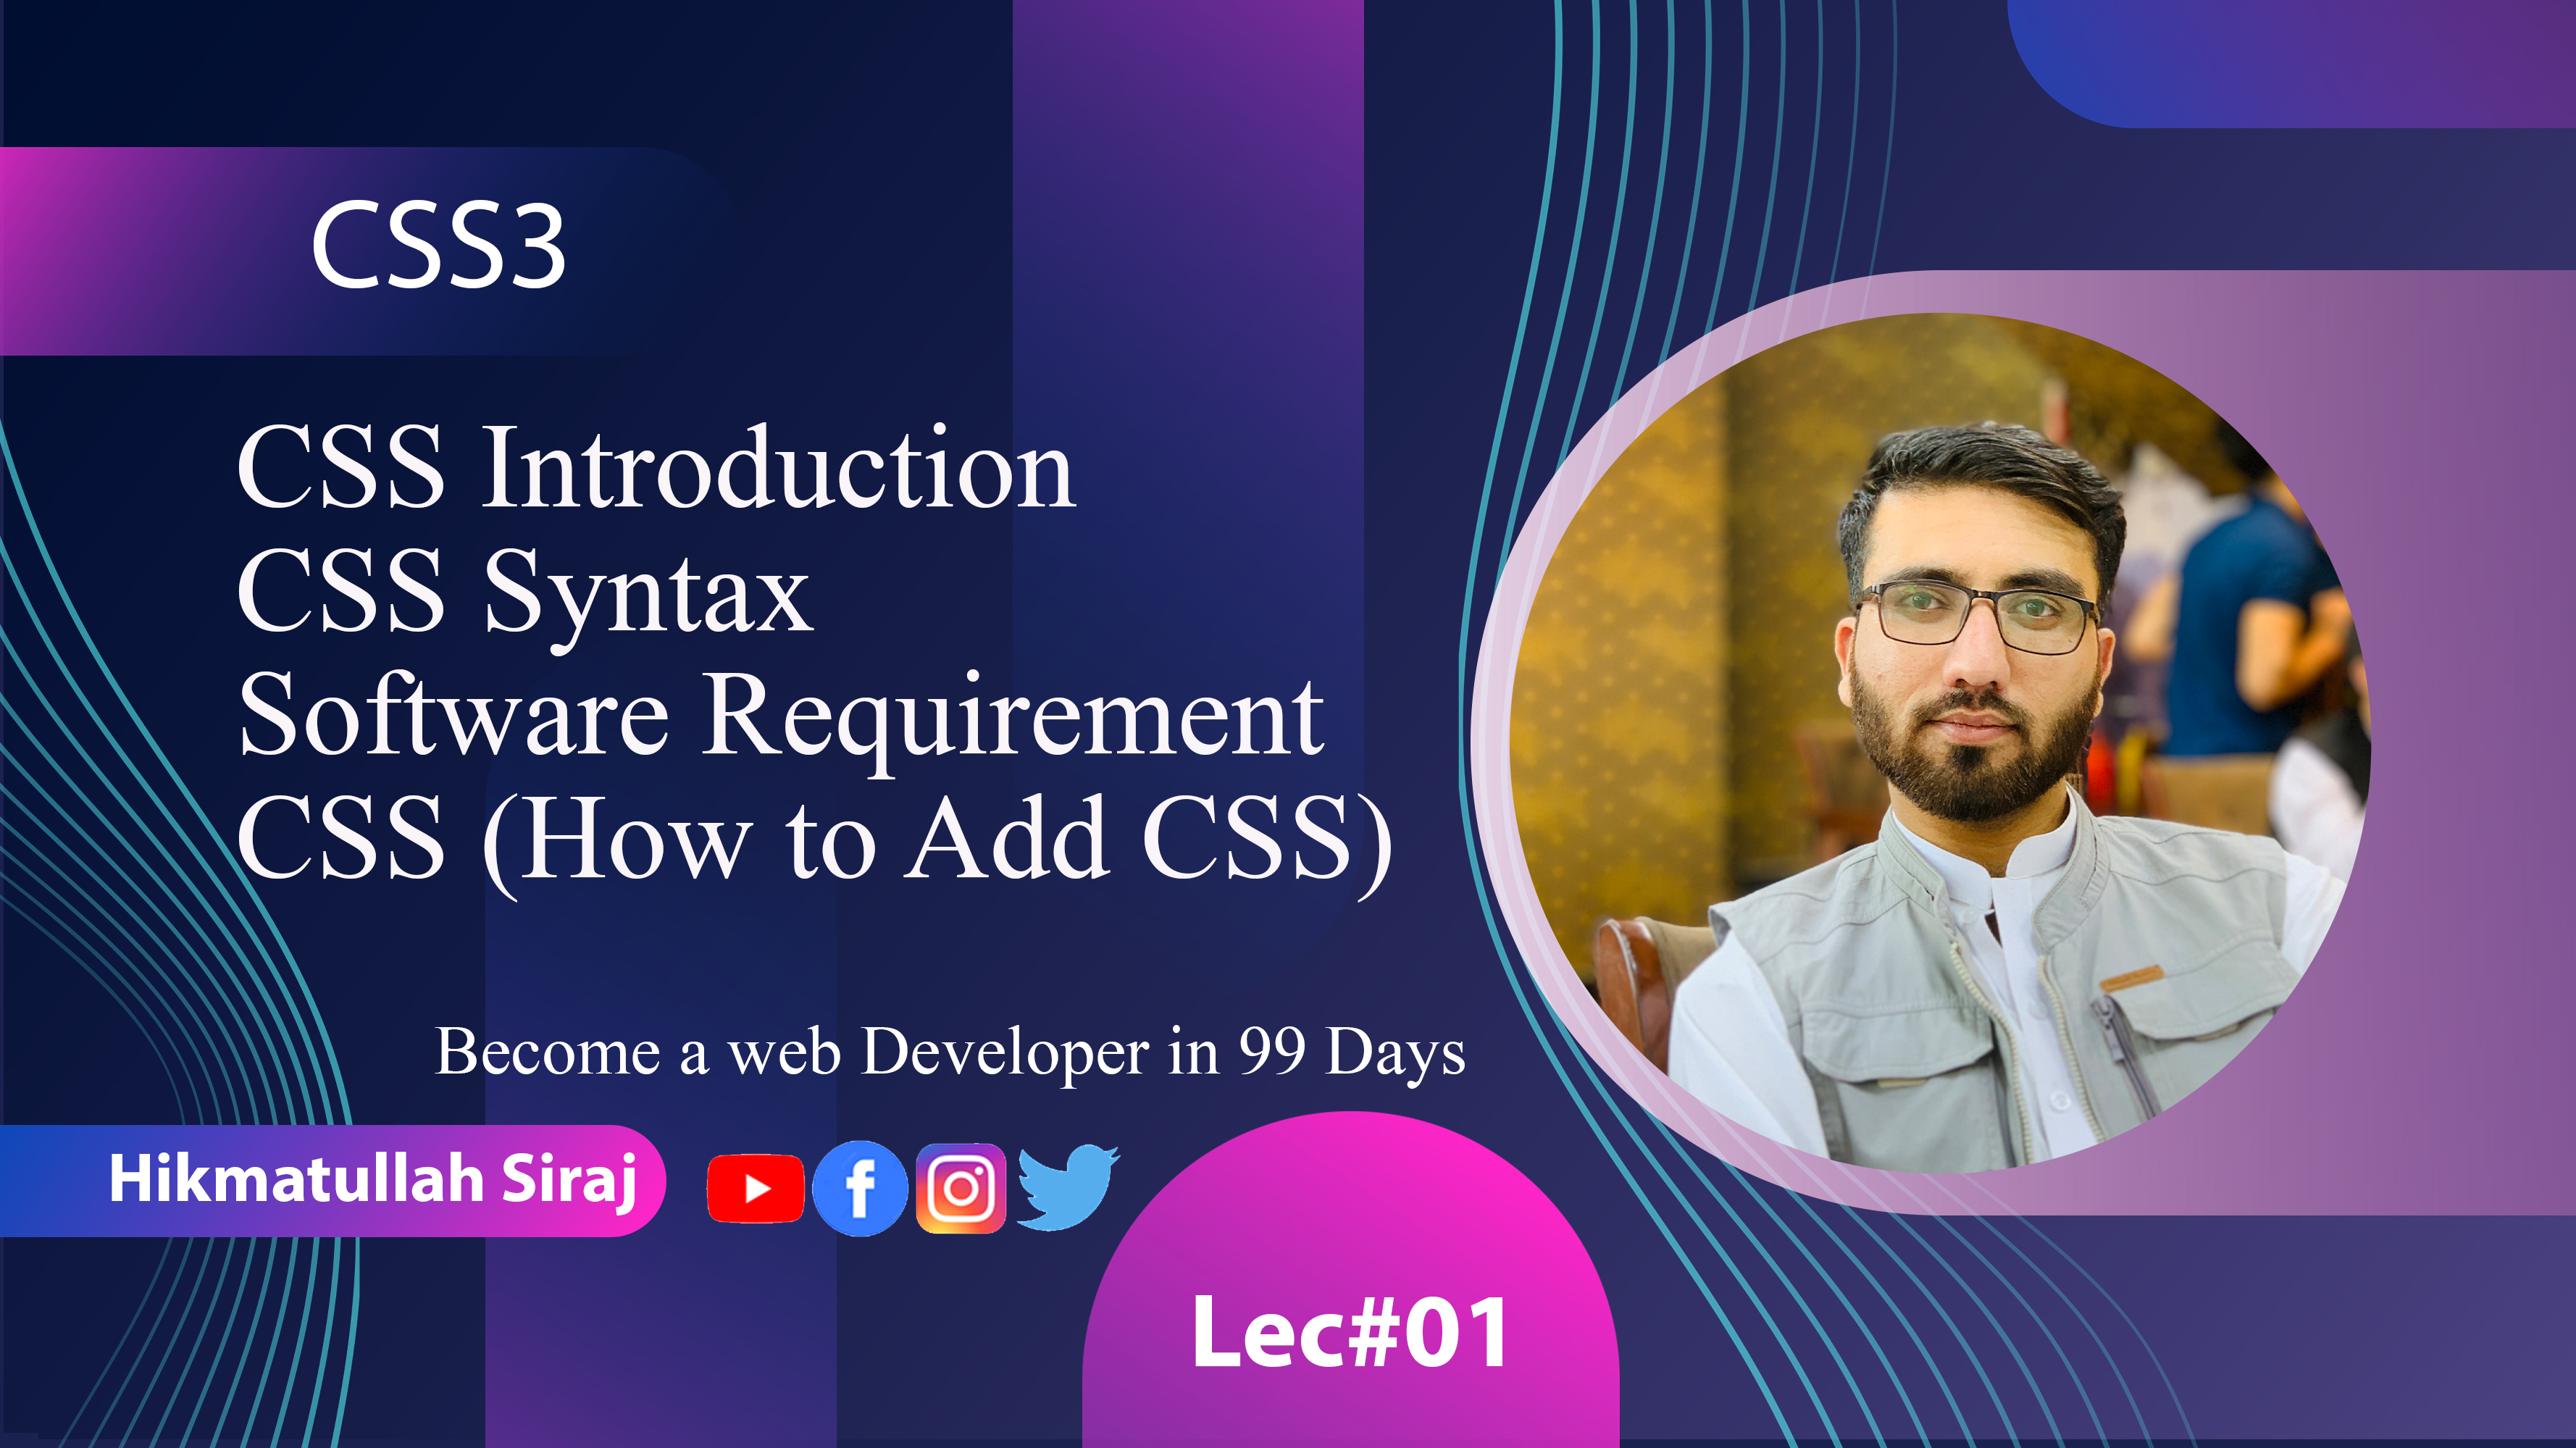 CSS3
CSS Introduction
CSS Syntax
Software Requirement
CSS (How to Add CSS)
Become a web Developer in 99 Days
Hikmatullah Siraj
Lec#01